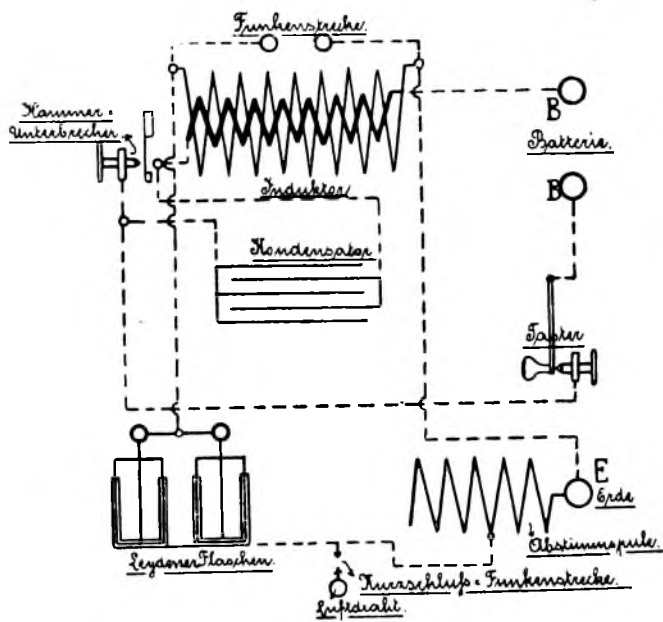 Funkenstrecke
Hammer=
Unterbrecher
B
Batterie.
B
Induktor
Kondensator
Taster
E
Erde
Abstimmspule.
Leydener Flaschen
Kurzschluß=Funkenstrecke.
Luftdraht.